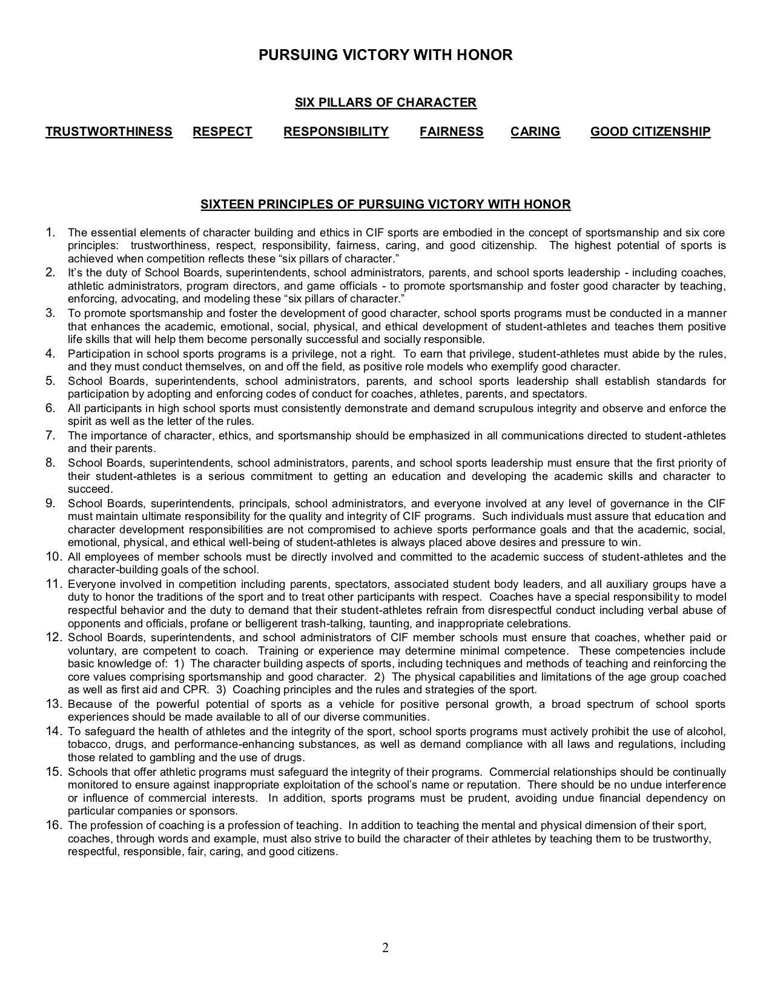 PURSUING VICTORY WITH HONOR
SIX PILLARS OF CHARACTER
TRUSTWORTHINESS RESPECT RESPONSIBILITY FAIRNESS CARING GOOD CITIZENSHIP
SIXTEEN PRINCIPLES OF PURSUING VICTORY WITH HONOR
1. The essential elements of character building and ethics in CIF sports are embodied in the concept of sportsmanship and six core
principles: trustworthiness, respect, responsibility, fairness, caring, and good citizenship. The highest potential of sports is
achieved when competition reflects these “six pillars of character.”
2. It’s the duty of School Boards, superintendents, school administrators, parents, and school sports leadership - including coaches,
athletic administrators, program directors, and game officials - to promote sportsmanship and foster good character by teaching,
enforcing, advocating, and modeling these “six pillars of character.”
3. To promote sportsmanship and foster the development of good character, school sports programs must be conducted in a manner
that enhances the academic, emotional, social, physical, and ethical development of student-athletes and teaches them positive
life skills that will help them become personally successful and socially responsible.
4. Participation in school sports programs is a privilege, not a right. To earn that privilege, student-athletes must abide by the rules,
and they must conduct themselves, on and off the field, as positive role models who exemplify good character.
5. School Boards, superintendents, school administrators, parents, and school sports leadership shall establish standards for
participation by adopting and enforcing codes of conduct for coaches, athletes, parents, and spectators.
6. All participants in high school sports must consistently demonstrate and demand scrupulous integrity and observe and enforce the
spirit as well as the letter of the rules.
7. The importance of character, ethics, and sportsmanship should be emphasized in all communications directed to student-athletes
and their parents.
8. School Boards, superintendents, school administrators, parents, and school sports leadership must ensure that the first priority of
their student-athletes is a serious commitment to getting an education and developing the academic skills and character to
succeed.
9. School Boards, superintendents, principals, school administrators, and everyone involved at any level of governance in the CIF
must maintain ultimate responsibility for the quality and integrity of CIF programs. Such individuals must assure that education and
character development responsibilities are not compromised to achieve sports performance goals and that the academic, social,
emotional, physical, and ethical well-being of student-athletes is always placed above desires and pressure to win.
10. All employees of member schools must be directly involved and committed to the academic success of student-athletes and the
character-building goals of the school.
11. Everyone involved in competition including parents, spectators, associated student body leaders, and all auxiliary groups have a
duty to honor the traditions of the sport and to treat other participants with respect. Coaches have a special responsibility to model
respectful behavior and the duty to demand that their student-athletes refrain from disrespectful conduct including verbal abuse of
opponents and officials, profane or belligerent trash-talking, taunting, and inappropriate celebrations.
12. School Boards, superintendents, and school administrators of CIF member schools must ensure that coaches, whether paid or
voluntary, are competent to coach. Training or experience may determine minimal competence. These competencies include
basic knowledge of: 1) The character building aspects of sports, including techniques and methods of teaching and reinforcing the
core values comprising sportsmanship and good character. 2) The physical capabilities and limitations of the age group coached
as well as first aid and CPR. 3) Coaching principles and the rules and strategies of the sport.
13. Because of the powerful potential of sports as a vehicle for positive personal growth, a broad spectrum of school sports
experiences should be made available to all of our diverse communities.
14. To safeguard the health of athletes and the integrity of the sport, school sports programs must actively prohibit the use of alcohol,
tobacco, drugs, and performance-enhancing substances, as well as demand compliance with all laws and regulations, including
those related to gambling and the use of drugs.
15. Schools that offer athletic programs must safeguard the integrity of their programs. Commercial relationships should be continually
monitored to ensure against inappropriate exploitation of the school’s name or reputation. There should be no undue interference
or influence of commercial interests. In addition, sports programs must be prudent, avoiding undue financial dependency on
particular companies or sponsors.
16. The profession of coaching is a profession of teaching. In addition to teaching the mental and physical dimension of their sport,
coaches, through words and example, must also strive to build the character of their athletes by teaching them to be trustworthy,
respectful, responsible, fair, caring, and good citizens.
2